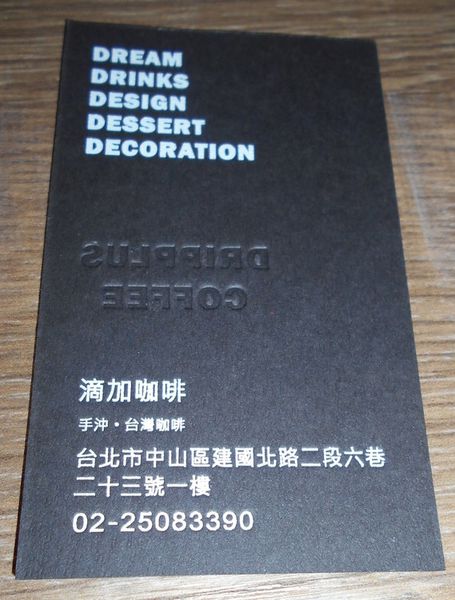 DREAM
DRINKS
DESIGN
DESSERT
DECORATION
DRIPPLUS
COFFEE
滴加咖啡
手沖·台灣咖啡
台北市中山區建國北路二段六巷
二十三號一樓
02-25083390